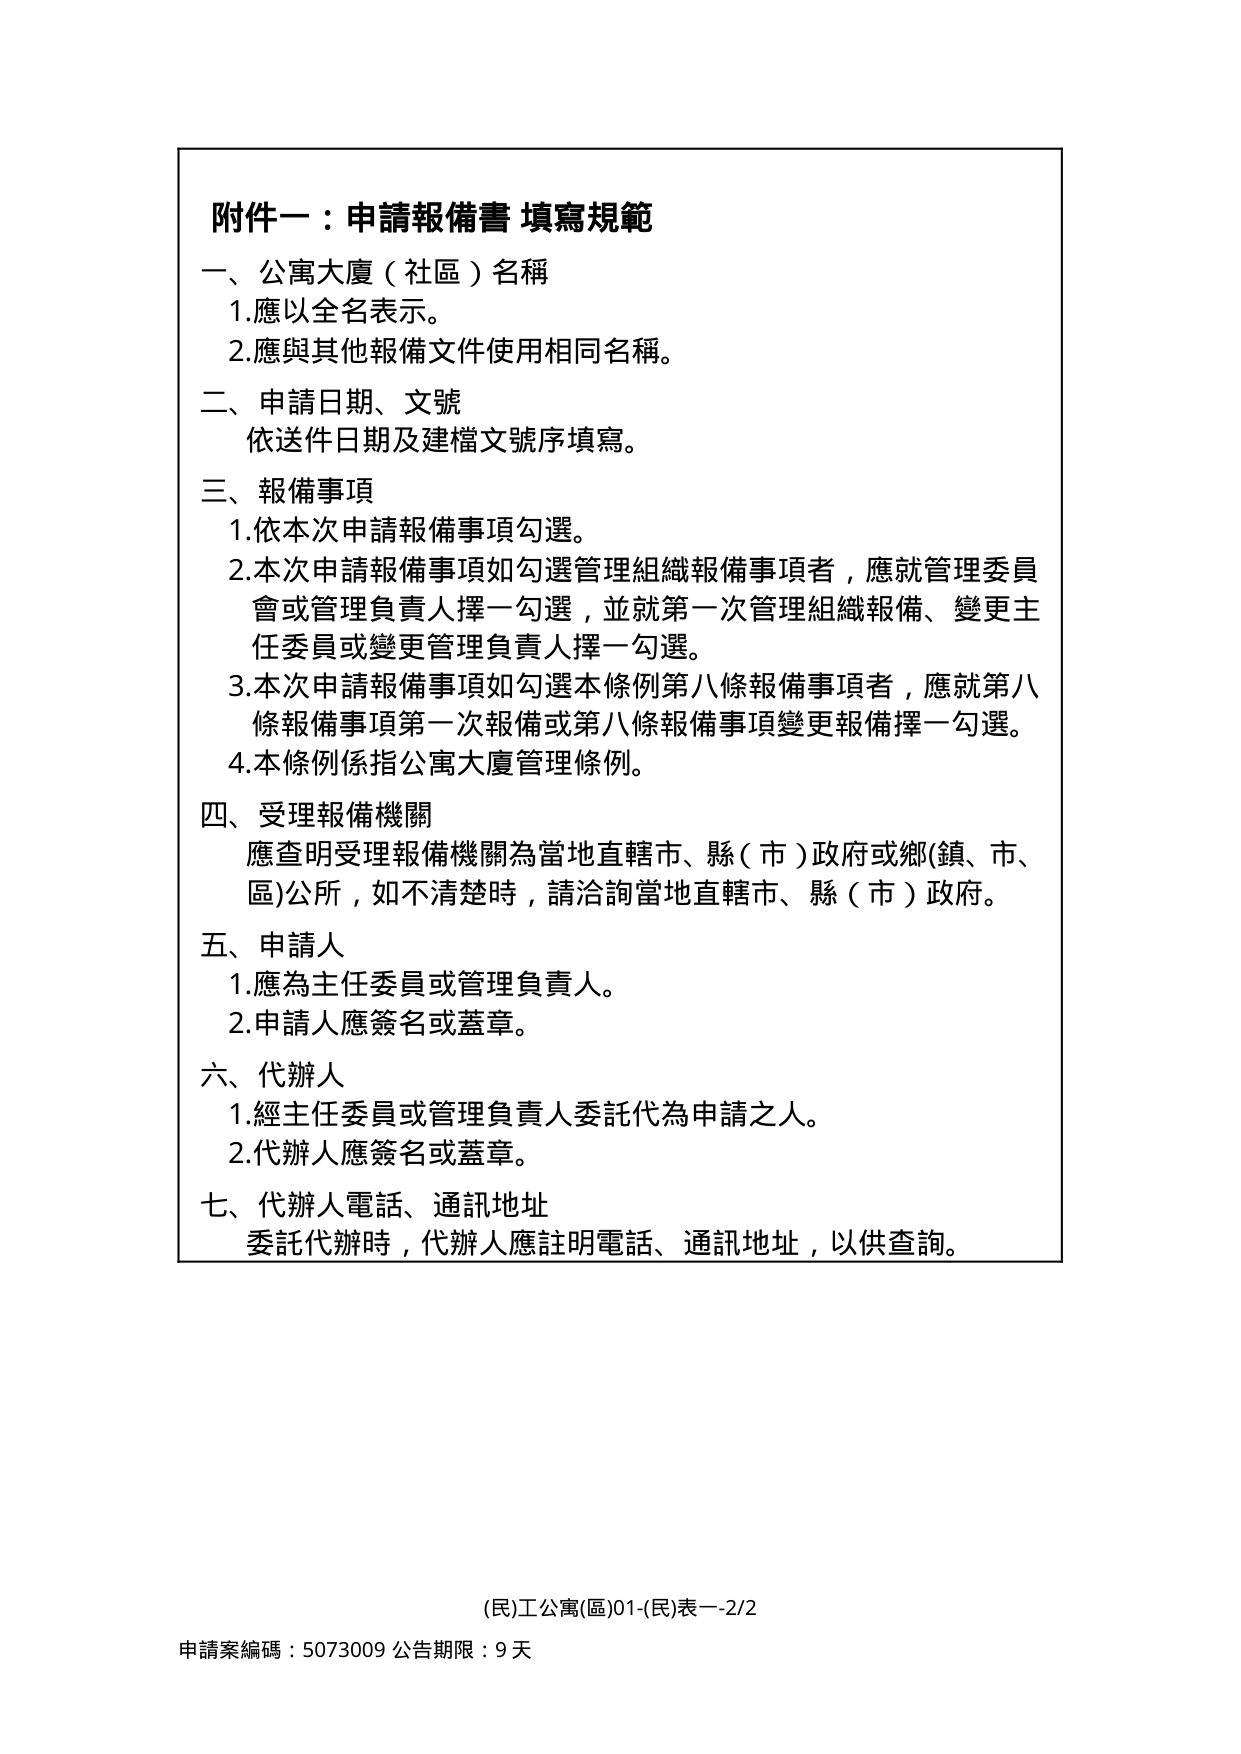 附件一：申請報備書 填寫規範
一、公寓大廈（社區）名稱
1.應以全名表示。
2.應與其他報備文件使用相同名稱。
二、申請日期、文號
依送件日期及建檔文號序填寫。
三、報備事項
1.依本次申請報備事項勾選。
2.本次申請報備事項如勾選管理組織報備事項者，應就管理委員
會或管理負責人擇一勾選，並就第一次管理組織報備、變更主
任委員或變更管理負責人擇一勾選。
3.本次申請報備事項如勾選本條例第八條報備事項者，應就第八
條報備事項第一次報備或第八條報備事項變更報備擇一勾選。
4.本條例係指公寓大廈管理條例。
四、受理報備機關
應查明受理報備機關為當地直轄市、縣（市）政府或鄉(鎮、市、
區)公所，如不清楚時，請洽詢當地直轄市、縣（市）政府。
五、申請人
1.應為主任委員或管理負責人。
2.申請人應簽名或蓋章。
六、代辦人
1.經主任委員或管理負責人委託代為申請之人。
2.代辦人應簽名或蓋章。
七、代辦人電話、通訊地址
委託代辦時，代辦人應註明電話、通訊地址，以供查詢。
(民)工公寓(區)01-(民)表一-2/2
申請案編碼：5073009 公告期限：9 天